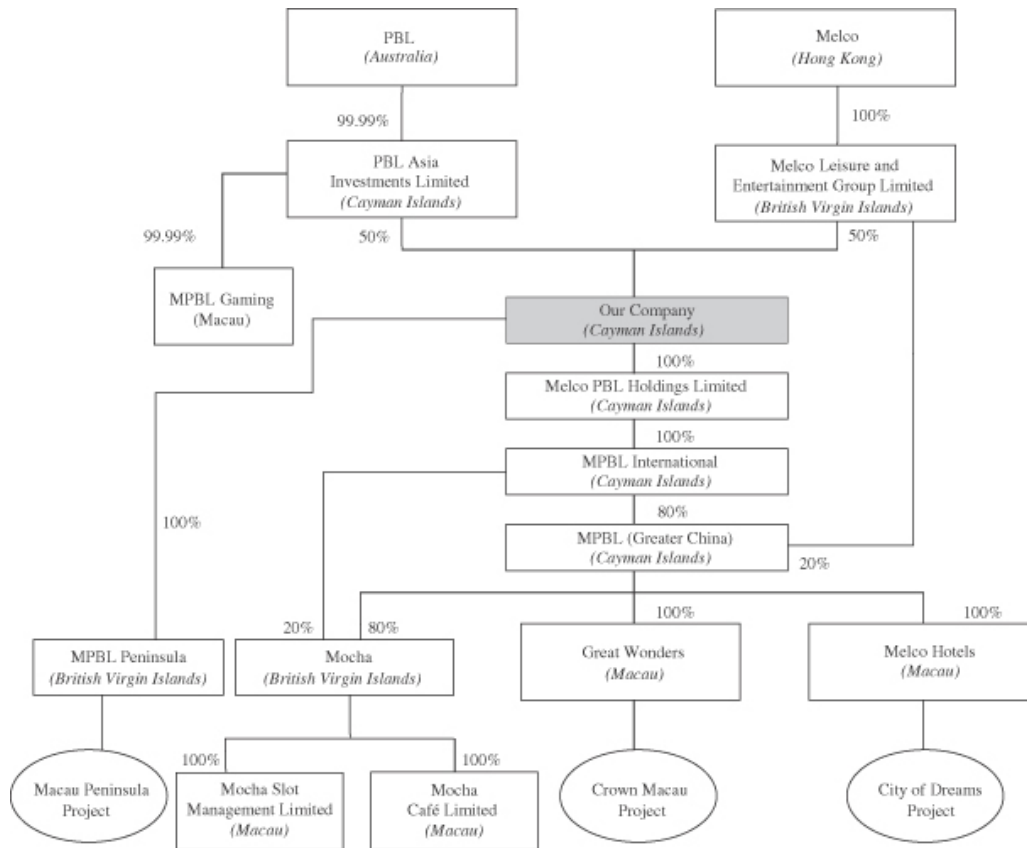 PBL
(Australia)
Melco
(Hong Kong)
99.99%
100%
PBL Asia
Investments Limited
(Cayman Islands)
Melco Leisure and
Entertainment Group Limited
(British Virgin Islands)
99.99%
50%
50%
MPBL Gaming
(Macau)
Our Company
(Cayman Islands)
100%
Melco PBL Holdings Limited
(Cayman Islands)
100%
MPBL International
(Cayman Islands)
100%
80%
MPBL (Greater China)
(Cayman Islands)
20%
20%
80%
100%
100%
MPBL Peninsula
(British Virgin Islands)
Mocha
(British Virgin Islands)
Great Wonders
(Macau)
Melco Hotels
(Macau)
100%
100%
Macau Peninsula
Project
Mocha Slot
Management Limited
(Macau)
Mocha
Café Limited
(Macau)
Crown Macau
Project
City of Dreams
Project